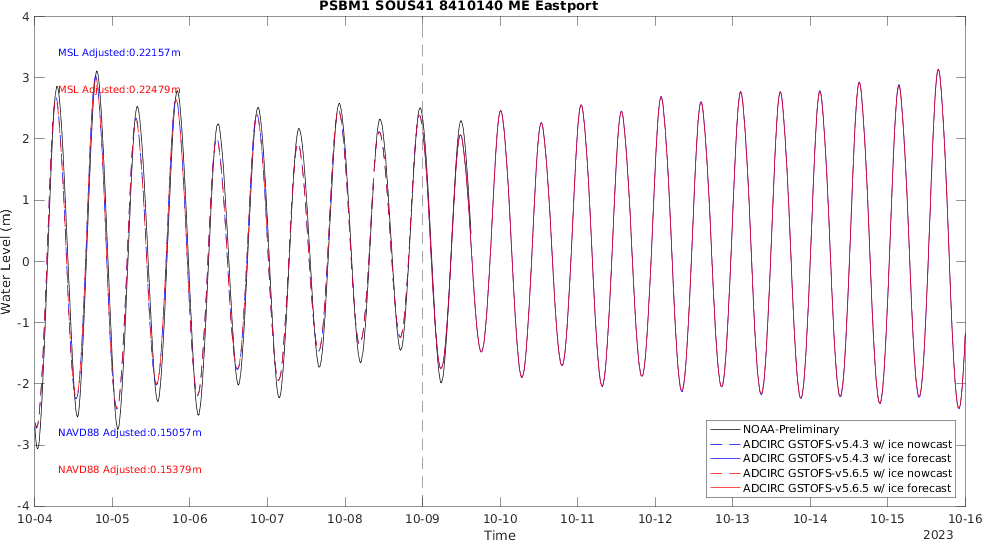 PSBM1 SOUS41 8410140 ME Eastport
4
3
2
1
0
-1
-2
-3
-4
Water Level (m)
MSL Adjusted:0.22157m
MSL Adjusted:0.22479m
NAVD88 Adjusted:0.15057m
NAVD88 Adjusted:0.15379m
NOAA-Preliminary
ADCIRC GSTOFS-v5.4.3 w/ ice nowcast
ADCIRC GSTOFS-v5.4.3 w/ ice forecast
ADCIRC GSTOFS-v5.6.5 w/ ice nowcast
ADCIRC GSTOFS-v5.6.5 w/ ice forecast
10-04 10-05 10-06 10-07 10-08 10-09 10-10 10-11 10-12 10-13 10-14 10-15 10-16
Time
2023